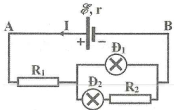 ℰ, r
A I + - B
Đ₁
R₁
Đ₂ R₂